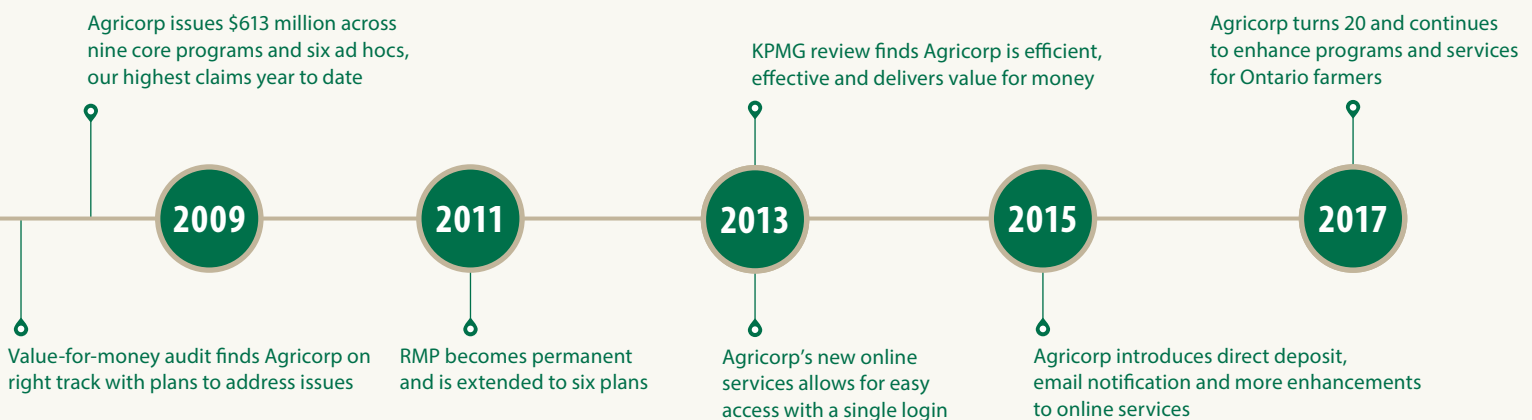 Agricorp issues $613 million across
nine core programs and six ad hocs,
our highest claims year to date
KPMG review finds Agricorp is efficient,
effective and delivers value for money
Agricorp turns 20 and continues
to enhance programs and services
for Ontario farmers
2009
2011
2013
2015
2017
Value-for-money audit finds Agricorp on
right track with plans to address issues
RMP becomes permanent
and is extended to six plans
Agricorp’s new online
services allows for easy
access with a single login
Agricorp introduces direct deposit,
email notification and more enhancements
to online services